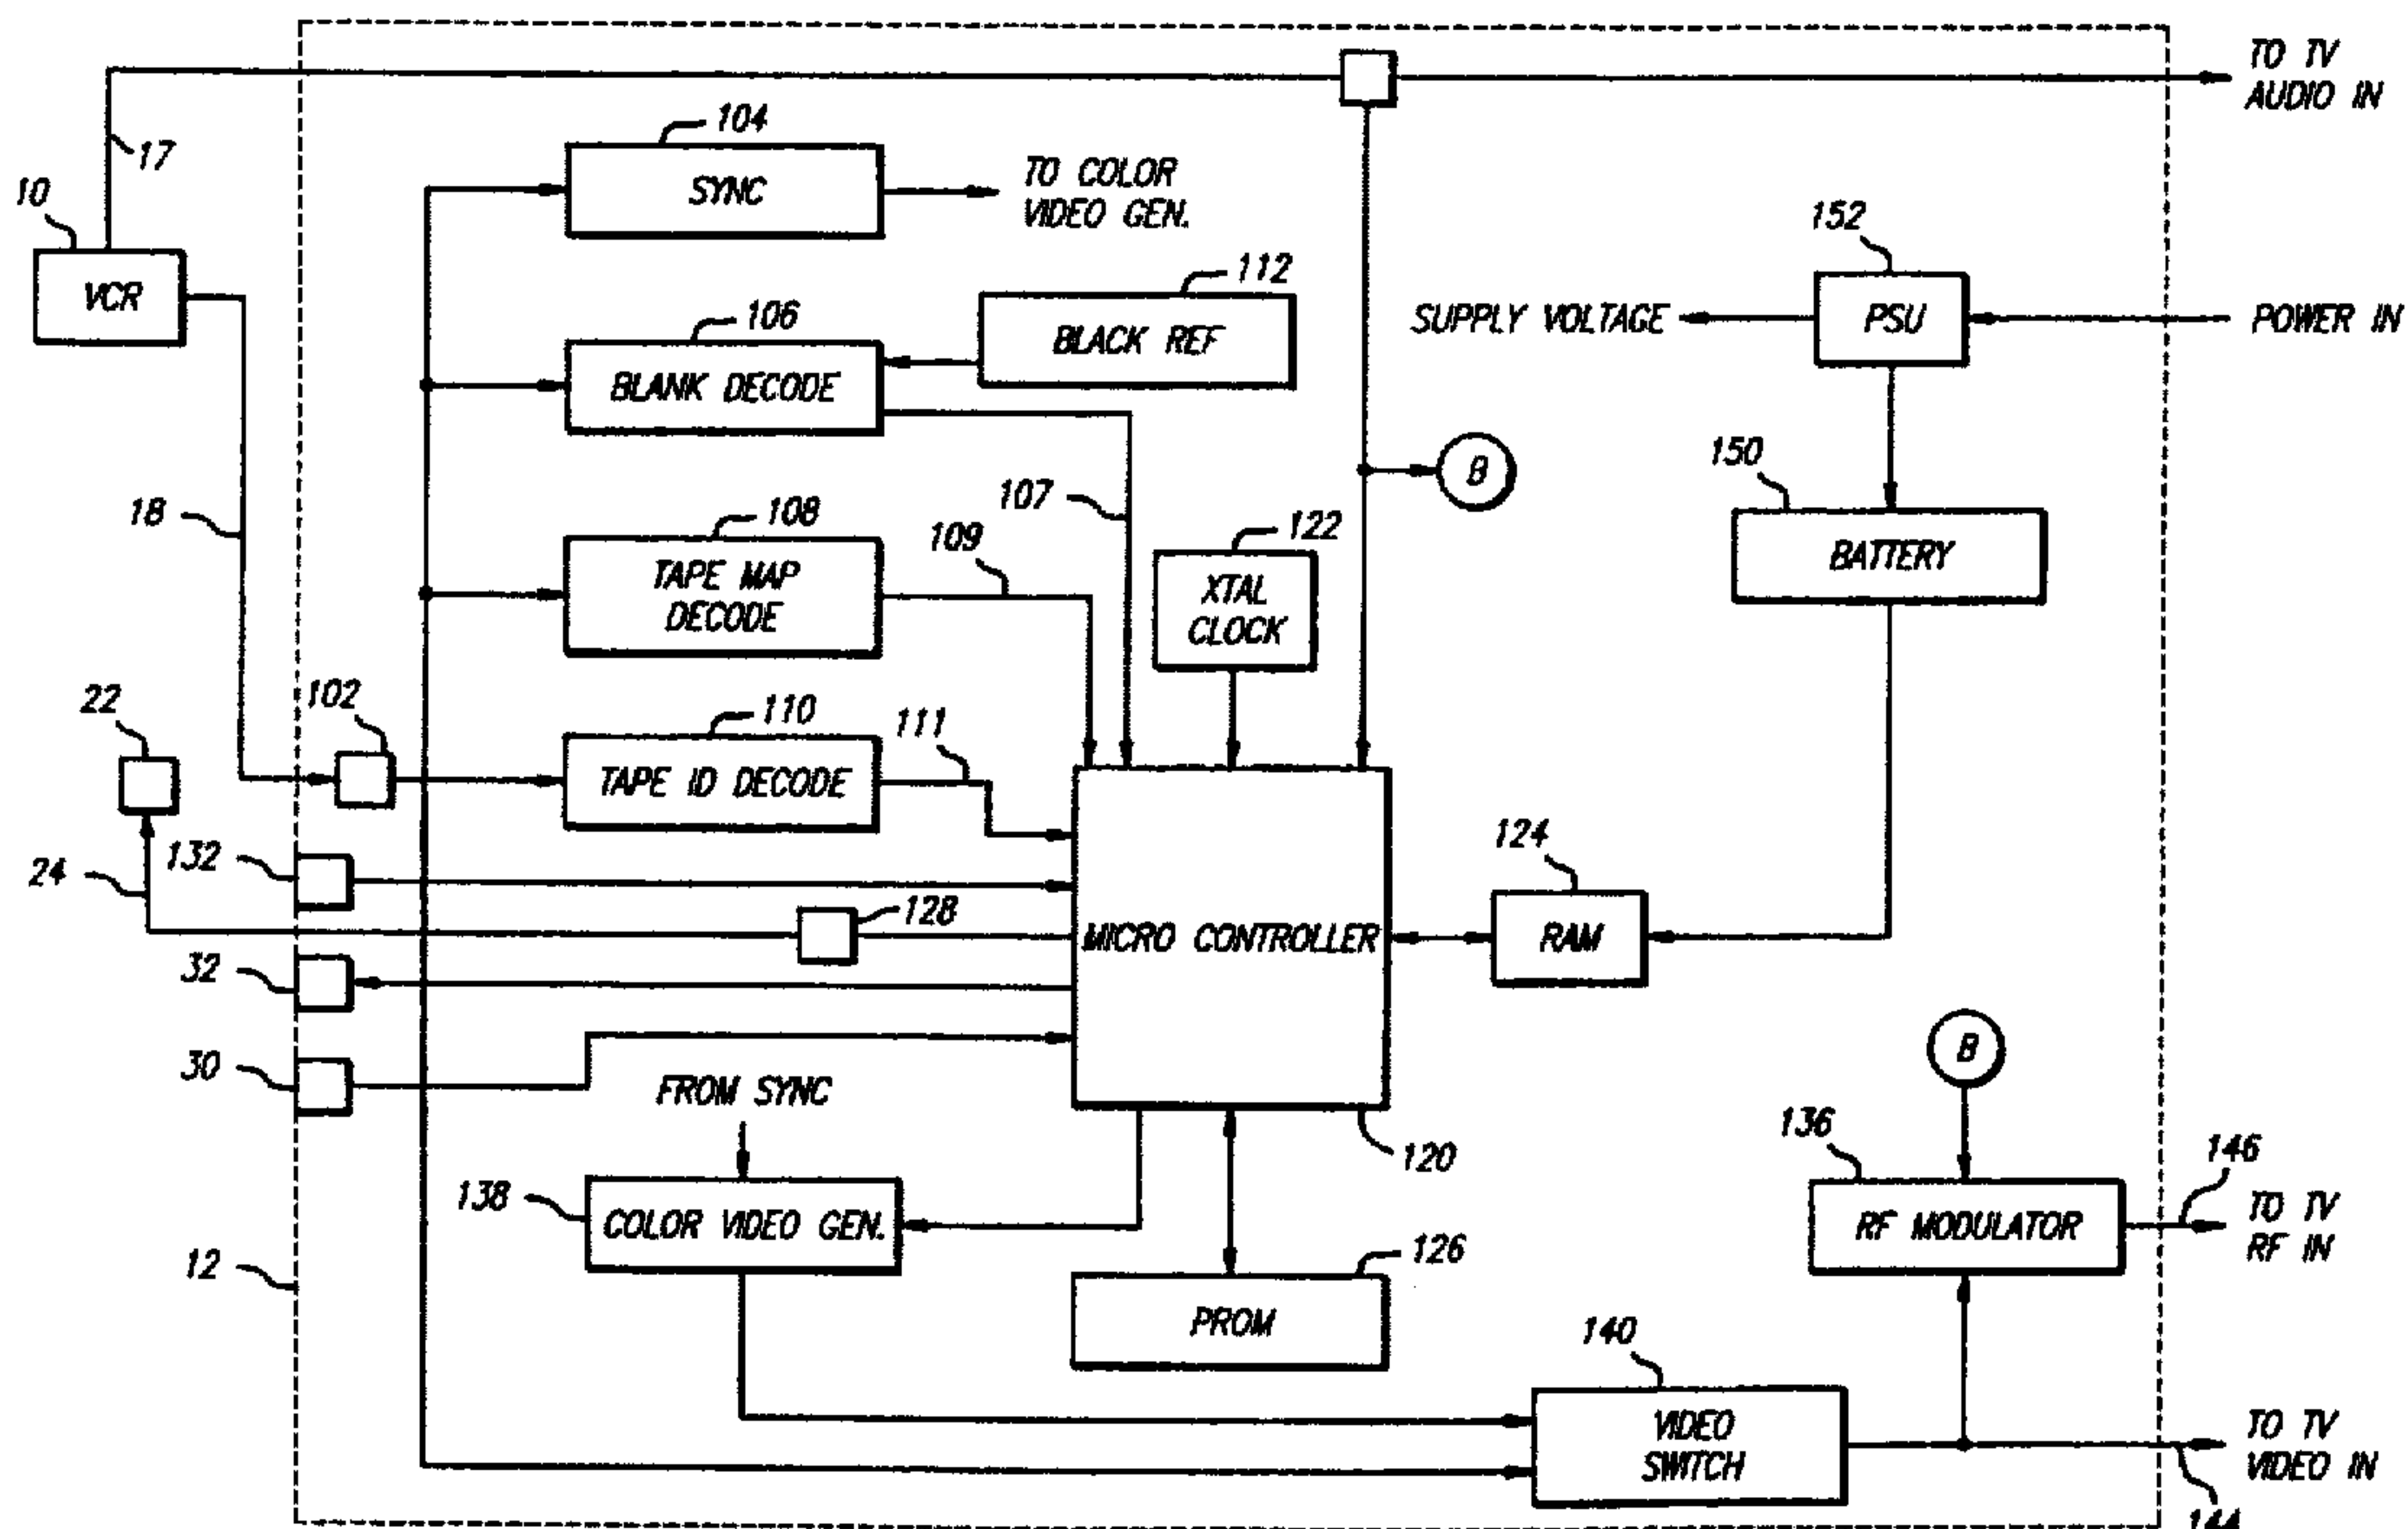 TO TV
AUDIO IN
104
17
SYNC
TO COLOR
VIDEO GEN.
10
VCR
152
112
BLACK REF
106
BLANK DECODE
SUPPLY VOLTAGE
PSU
POWER IN
B
150
BATTERY
18
108
TAPE MAP
DECODE
107
109
122
XTAL
CLOCK
22
102
110
TAPE ID DECODE
111
132
24
128
124
MICRO CONTROLLER
RAM
32
30
B
FROM SYNC
120
136
146
138
COLOR VIDEO GEN.
RF MODULATOR
TO TV
RF IN
12
126
PROM
140
VIDEO
SWITCH
TO TV
VIDEO IN
144